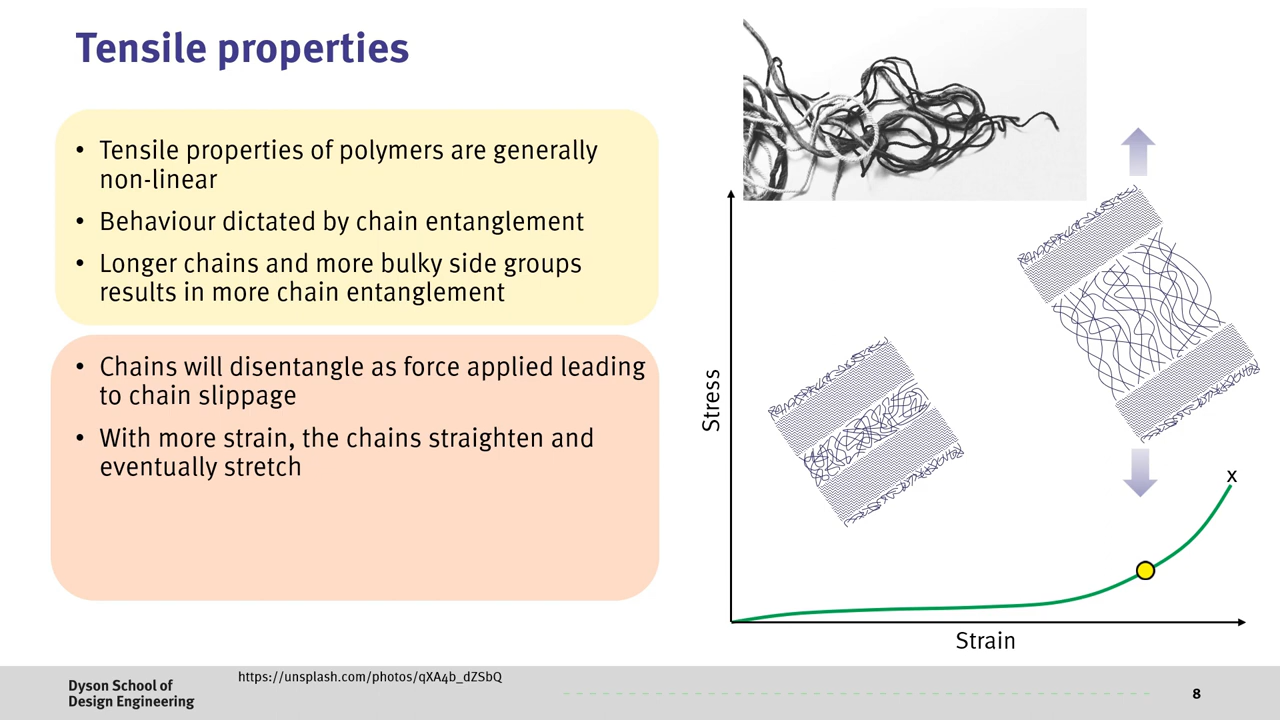 Tensile properties
• Tensile properties of polymers are generally
non-linear
• Behaviour dictated by chain entanglement
• Longer chains and more bulky side groups
results in more chain entanglement
• Chains will disentangle as force applied leading
to chain slippage
• With more strain, the chains straighten and
eventually stretch
Stress
x
Strain
Dyson School of
Design Engineering
https://unsplash.com/photos/qXA4b_dZSbQ
8